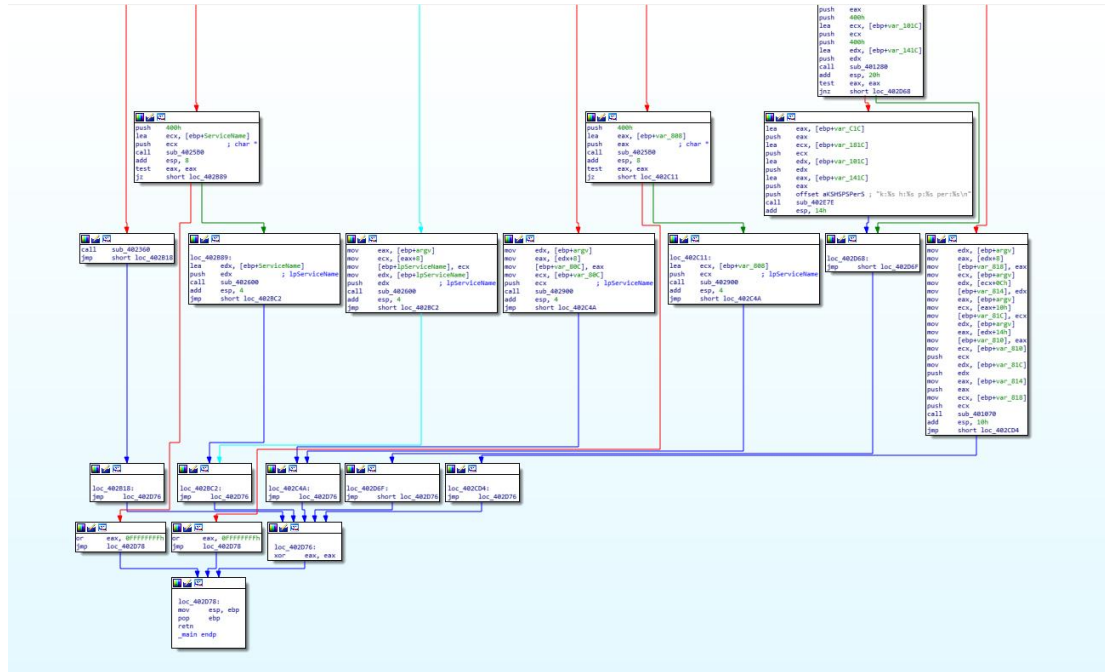 push eax
push 400h
lea ecx, [ebp+var_101C]
push ecx
push 400h
lea edx, [ebp+var_141C]
push edx
call sub_401280
add esp, 20h
test eax, eax
jnz short loc_402D68
push 400h
lea ecx, [ebp+ServiceName]
push ecx ; char *
call sub_4025B0
add esp, 8
test eax, eax
jz short loc_402B89
push 400h
lea eax, [ebp+var_808]
push eax ; char *
call sub_4025B0
add esp, 8
test eax, eax
jz short loc_402C11
lea eax, [ebp+var_C1C]
push eax
lea ecx, [ebp+var_181C]
push ecx
lea edx, [ebp+var_101C]
push edx
lea eax, [ebp+var_141C]
push eax
push offset aKSHSPSPerS ; "k:%s h:%s p:%s per:%s\n"
call sub_402E7E
add esp, 14h
call sub_402360
jmp short loc_402B18
loc_402B89:
lea edx, [ebp+ServiceName]
push edx ; lpServiceName
call sub_402600
add esp, 4
jmp short loc_402BC2
mov eax, [ebp+argv]
mov ecx, [eax+8]
mov [ebp+lpServiceName], ecx
mov edx, [ebp+lpServiceName]
push edx ; lpServiceName
call sub_402600
add esp, 4
jmp short loc_402BC2
mov edx, [ebp+argv]
mov eax, [edx+8]
mov [ebp+var_80C], eax
mov ecx, [ebp+var_80C]
push ecx ; lpServiceName
call sub_402900
add esp, 4
jmp short loc_402C4A
loc_402C11:
lea ecx, [ebp+var_808]
push ecx ; lpServiceName
call sub_402900
add esp, 4
jmp short loc_402C4A
loc_402D68:
jmp short loc_402D6F
mov edx, [ebp+argv]
mov eax, [edx+8]
mov [ebp+var_818], eax
mov ecx, [ebp+argv]
mov edx, [ecx+0Ch]
mov [ebp+var_814], edx
mov eax, [ebp+argv]
mov ecx, [eax+10h]
mov [ebp+var_81C], ecx
mov edx, [ebp+argv]
mov eax, [edx+14h]
mov [ebp+var_810], eax
mov ecx, [ebp+var_810]
push ecx
mov edx, [ebp+var_81C]
push edx
mov eax, [ebp+var_814]
push eax
mov ecx, [ebp+var_818]
push ecx
call sub_401070
add esp, 10h
jmp short loc_402CD4
loc_402B18:
jmp loc_402D76
loc_402BC2:
jmp loc_402D76
loc_402C4A:
jmp loc_402D76
loc_402D6F:
jmp short loc_402D76
loc_402CD4:
jmp loc_402D76
or eax, 0FFFFFFFFh
jmp loc_402D78
or eax, 0FFFFFFFFh
jmp loc_402D78
loc_402D76:
xor eax, eax
loc_402D78:
mov esp, ebp
pop ebp
retn
_main endp